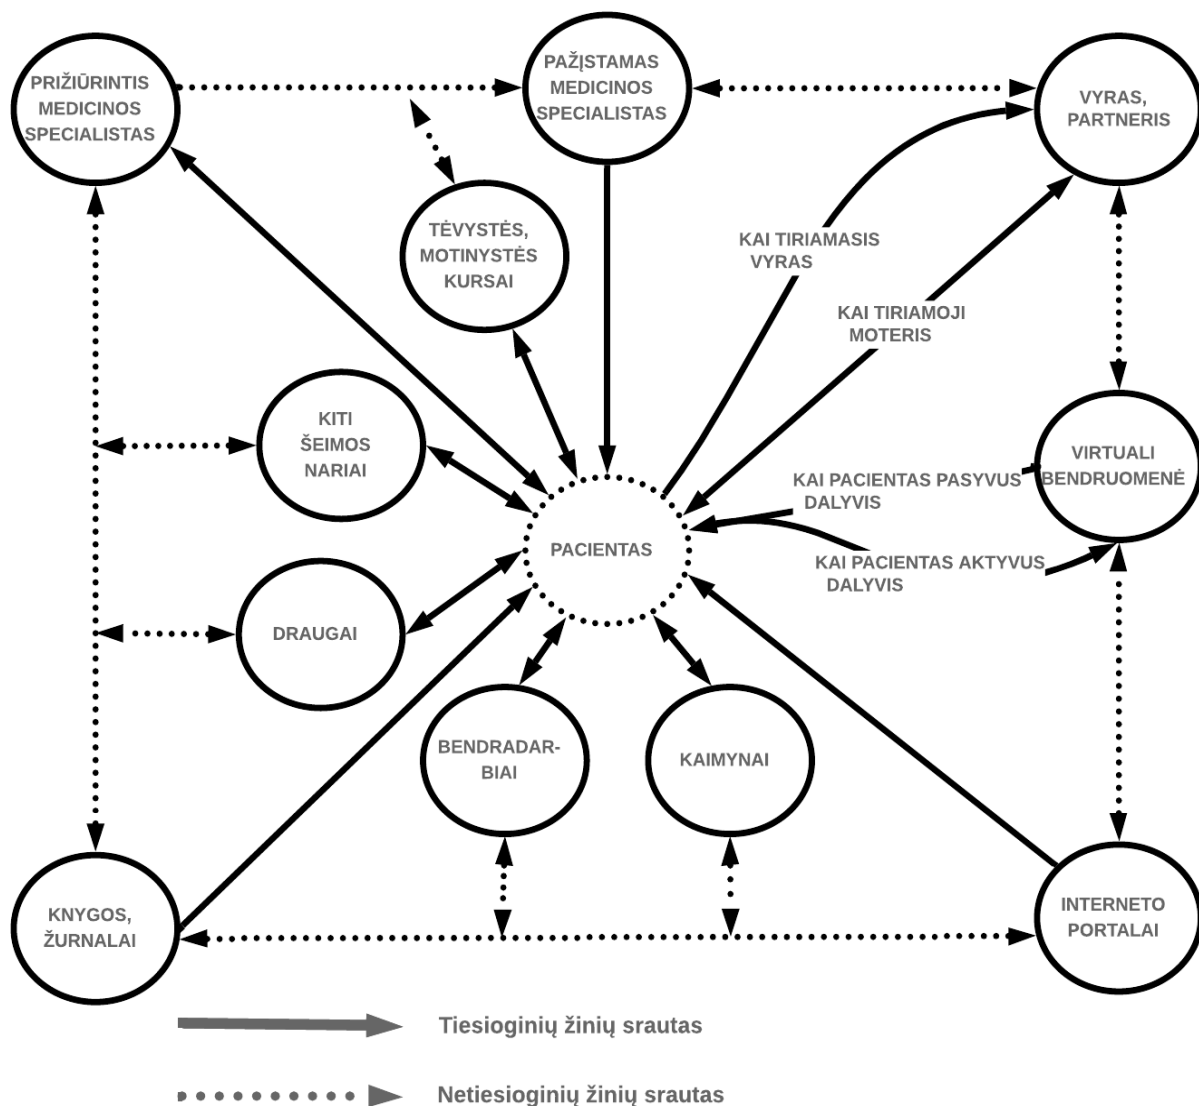 PRIŽIŪRINTIS
MEDICINOS
SPECIALISTAS
PAŽĮSTAMAS
MEDICINOS
SPECIALISTAS
VYRAS,
PARTNERIS
TĖVYSTĖS,
MOTINYSTĖS
KURSAI
KAI TIRIAMASIS
VYRAS
KAI TIRIAMOJI
MOTERIS
KITI
ŠEIMOS
NARIAI
VIRTUALI
BENDRUOMENĖ
KAI PACIENTAS PASYVUS
DALYVIS
PACIENTAS
KAI PACIENTAS AKTYVUS
DALYVIS
DRAUGAI
BENDRADAR-
BIAI
KAIMYNAI
KNYGOS,
ŽURNALAI
INTERNETO
PORTALAI
Tiesioginių žinių srautas
Netiesioginių žinių srautas